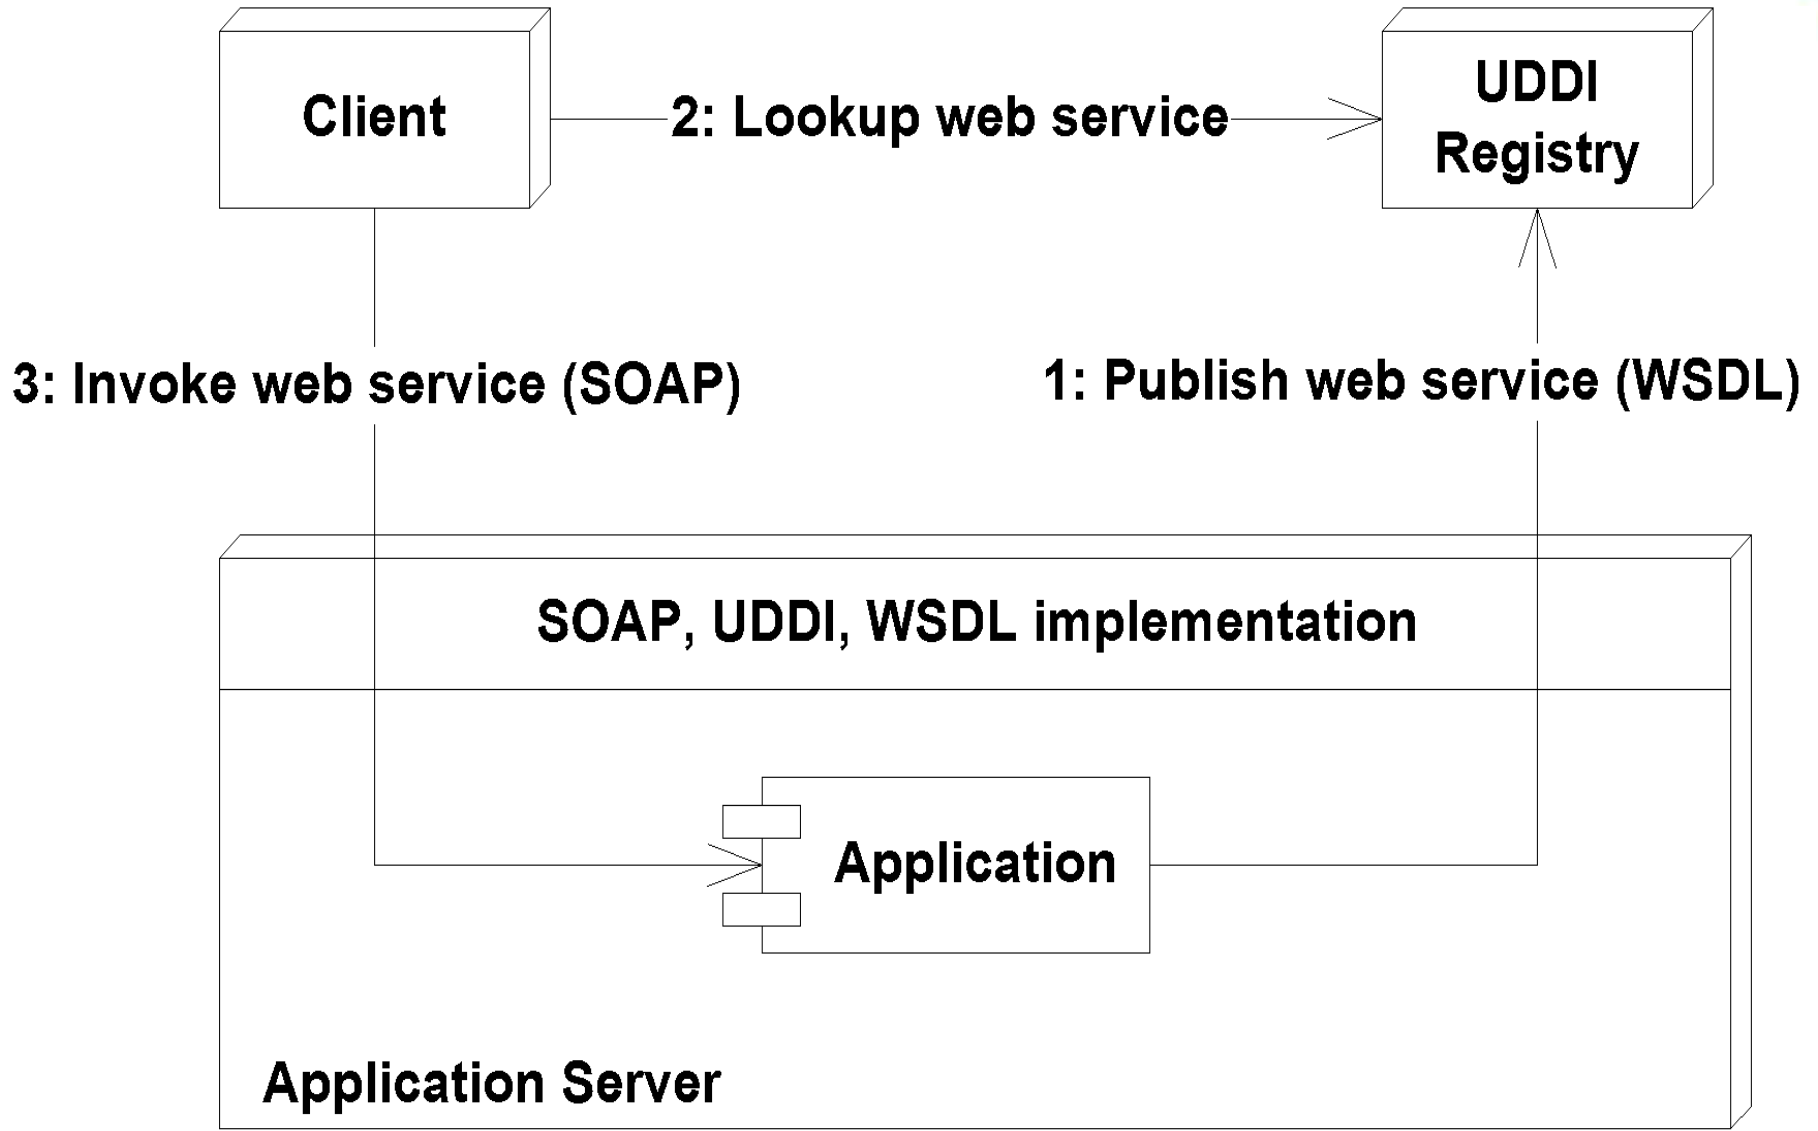 Client
2: Lookup web service
UDDI
Registry
3: Invoke web service (SOAP)
1: Publish web service (WSDL)
SOAP, UDDI, WSDL implementation
Application
Application Server